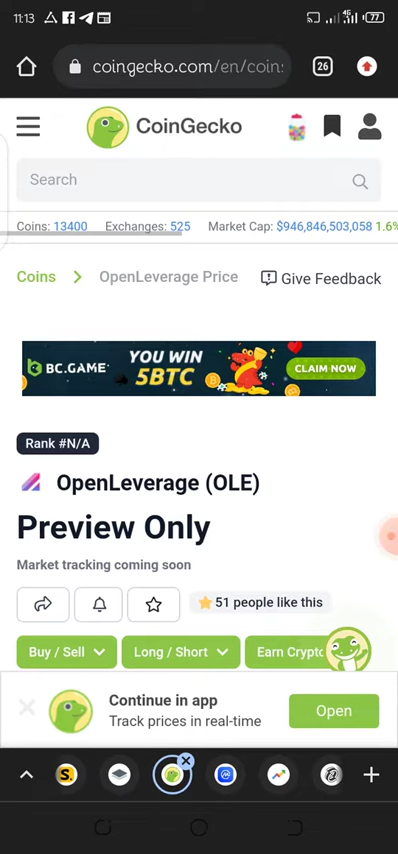 11:13
4G
77
coingecko.com/en/coin
26
CoinGecko
Search
Coins: 13400 Exchanges: 525 Market Cap: $946,846,503,058 1.6%
Coins > OpenLeverage Price Give Feedback
BC.GAME
YOU WIN
5BTC
CLAIM NOW
Rank #N/A
OpenLeverage (OLE)
Preview Only
Market tracking coming soon
51 people like this
Buy / Sell Long / Short Earn Crypto
Continue in app
Track prices in real-time
Open